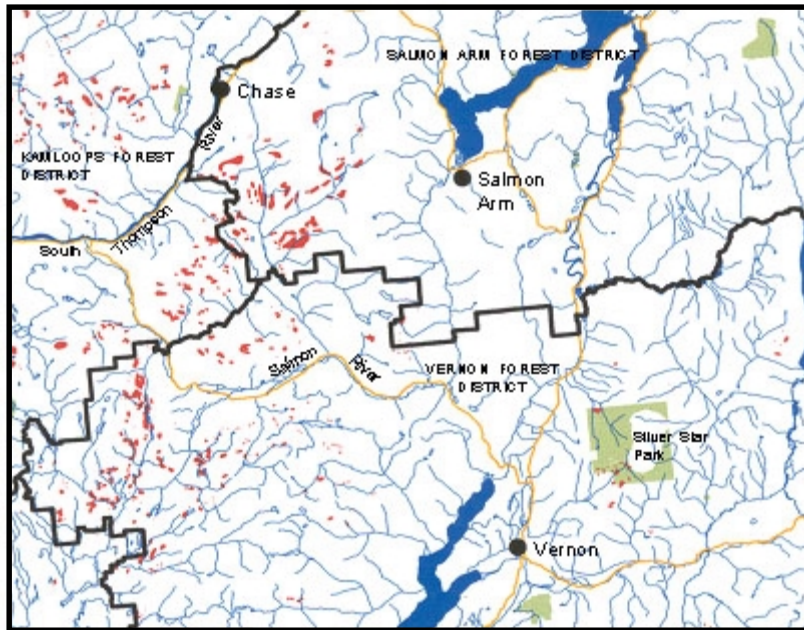 SALMON ARM FOREST
DISTRICT
Chase
River
KAMLOOPS FOREST
DISTRICT
Salmon
Arm
Thompson
South
Salmon
River
VERNON FOREST
DISTRICT
Silver Star
Park
Vernon